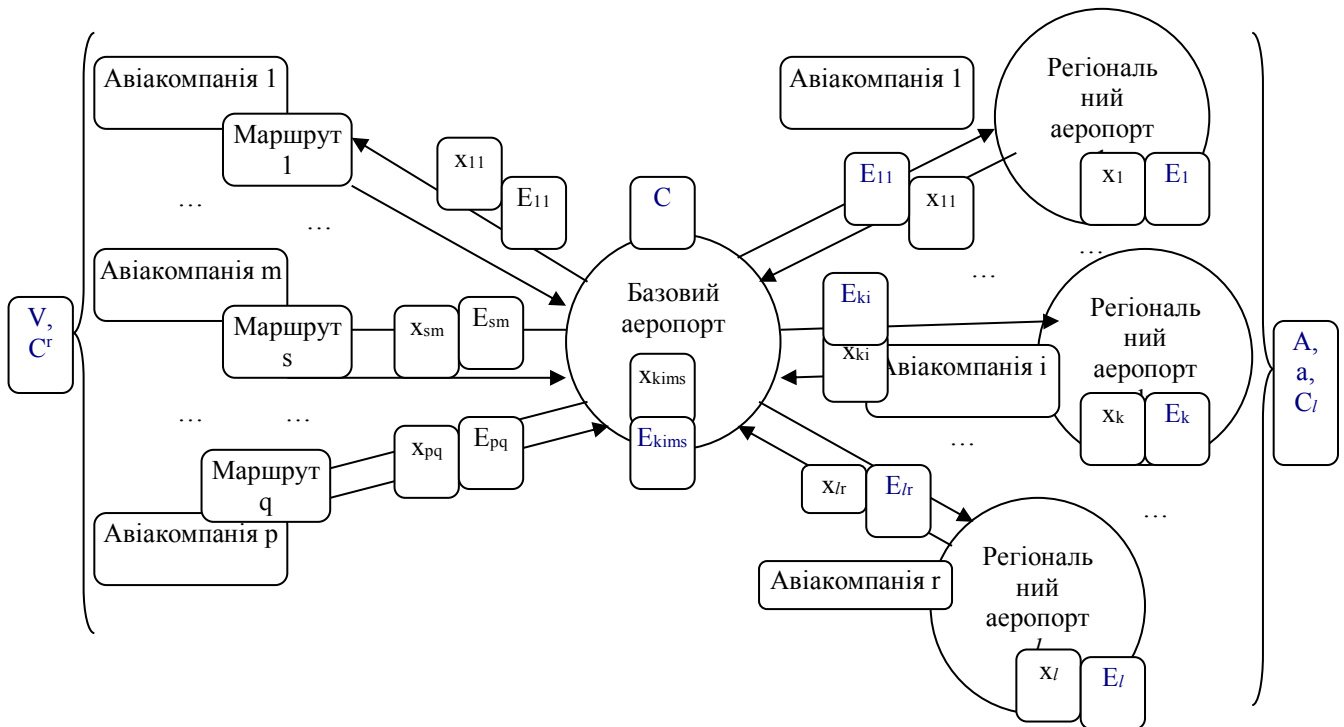 Авіакомпанія 1
Маршрут
1
…
…
Авіакомпанія m
Маршрут
s
…
…
Маршрут
q
Авіакомпанія p
V,
Cʳ
x₁₁
E₁₁
xsm
Esm
xpq
Epq
C
Базовий
аеропорт
xkims
Ekims
Авіакомпанія 1
E₁₁
x₁₁
Регіональ
ний
аеропорт
x₁
E₁
…
…
Eki
xki
Авіакомпанія i
Регіональ
ний
аеропорт
xk
Ek
…
xlr
Elr
…
Авіакомпанія r
Регіональ
ний
аеропорт
xl
El
A,
a,
Cl